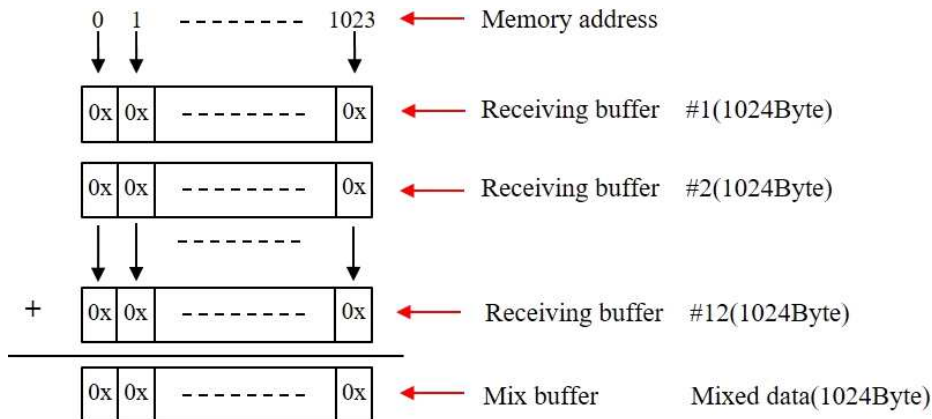 0 1 -------- 1023 Memory address
0x 0x -------- 0x Receiving buffer #1(1024Byte)
0x 0x -------- 0x Receiving buffer #2(1024Byte)
--------
+ 0x 0x -------- 0x Receiving buffer #12(1024Byte)
0x 0x -------- 0x Mix buffer Mixed data(1024Byte)